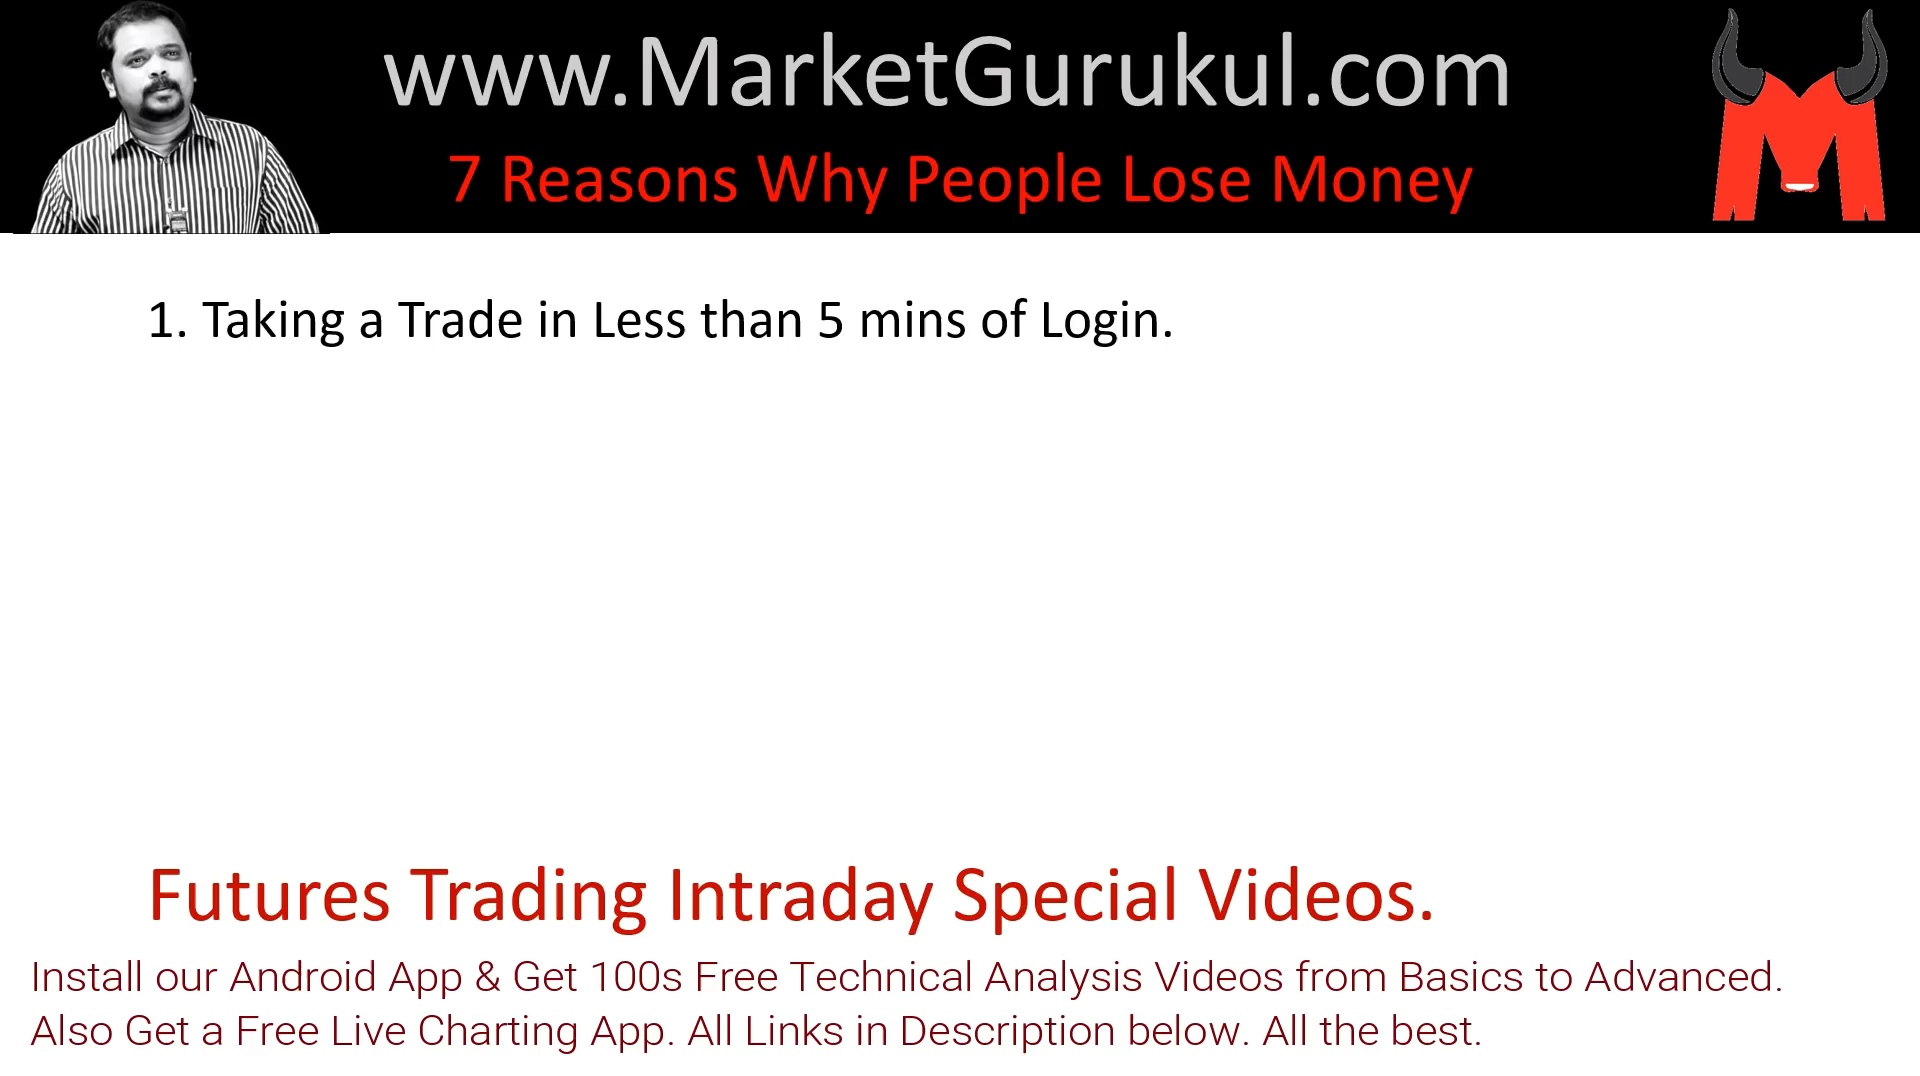 www.MarketGurukul.com
7 Reasons Why People Lose Money
1. Taking a Trade in Less than 5 mins of Login.
Futures Trading Intraday Special Videos.
Install our Android App & Get 100s Free Technical Analysis Videos from Basics to Advanced.
Also Get a Free Live Charting App. All Links in Description below. All the best.